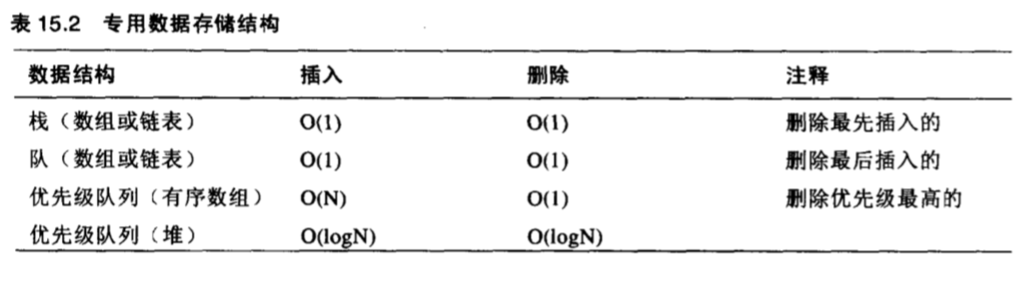 表 15.2 专用数据存储结构
数据结构 插入 删除 注释
栈（数组或链表） O(1) O(1) 删除最先插入的
队（数组或链表） O(1) O(1) 删除最后插入的
优先级队列（有序数组） O(N) O(1) 删除优先级最高的
优先级队列（堆） O(logN) O(logN)